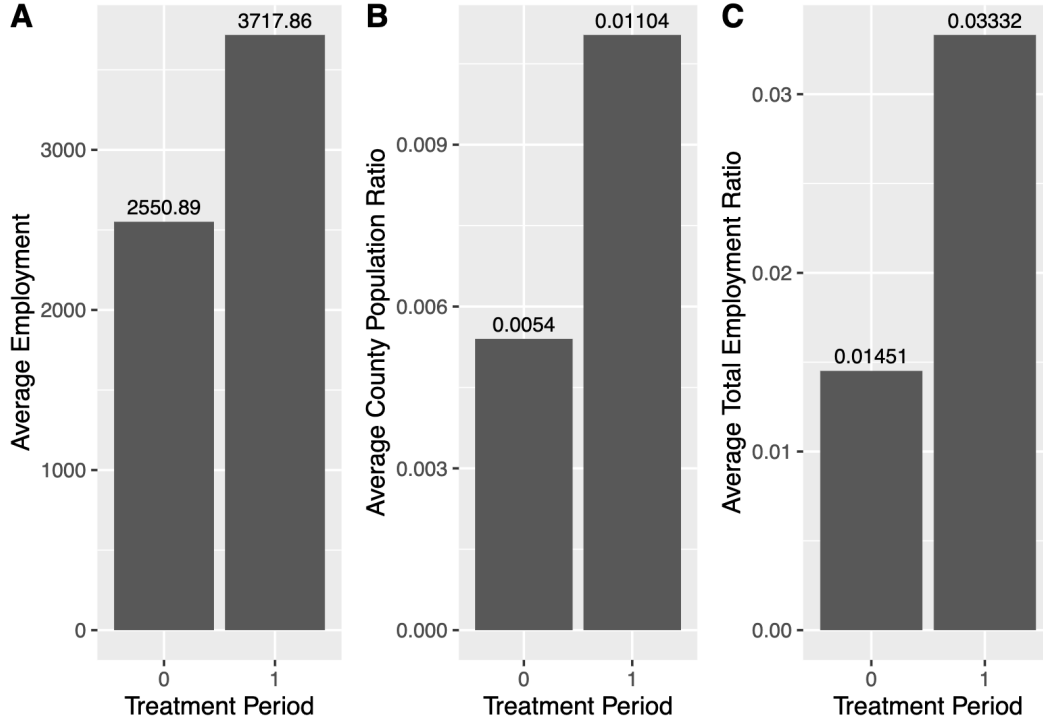 A
Average Employment
3000
2000
1000
0
2550.89
3717.86
0
1
Treatment Period
B
Average County Population Ratio
0.009
0.006
0.003
0.000
0.0054
0.01104
0
1
Treatment Period
C
Average Total Employment Ratio
0.03
0.02
0.01
0.00
0.01451
0.03332
0
1
Treatment Period